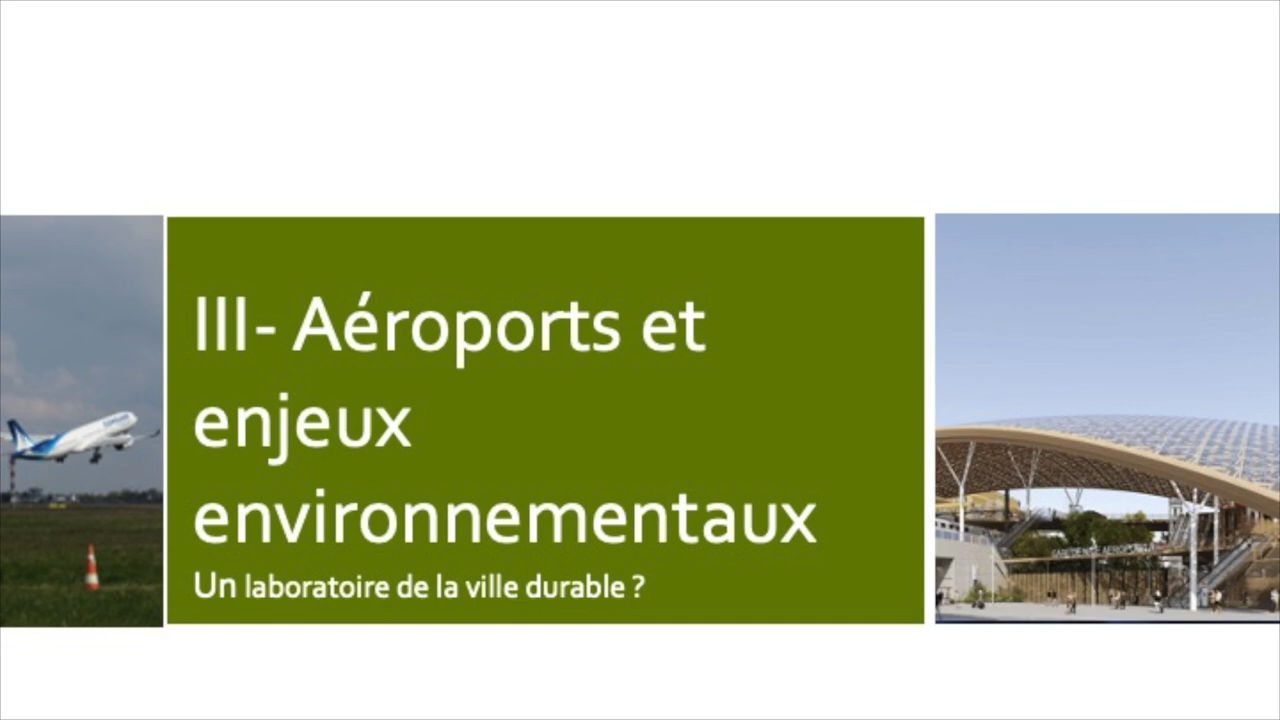 III- Aéroports et
enjeux
environnementaux
Un laboratoire de la ville durable ?